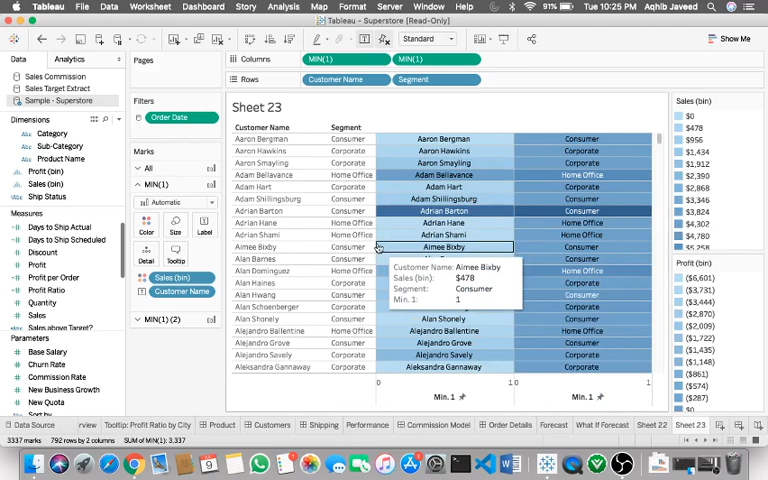 Tableau File Data Worksheet Dashboard Story Analysis Map Format Server Window Help 91% Tue 10:25 PM Aqhib Javeed
Tableau - Superstore [Read-Only]
Standard Show Me
Data Analytics
Sales Commission
Sales Target Extract
Sample - Superstore
Dimensions
Abc Category
Abc Sub-Category
Abc Product Name
Profit (bin)
Sales (bin)
Abc Ship Status
Measures
# Days to Ship Actual
# Days to Ship Scheduled
# Discount
# Profit
# Profit per Order
# Profit Ratio
# Quantity
# Sales
Sales above Target?
Parameters
# Base Salary
# Churn Rate
# Commission Rate
# New Business Growth
# New Quota
Pages
Filters
Order Date
Marks
All
MIN(1)
Automatic
Color Size Label
Detail Tooltip
Sales (bin)
Customer Name
MIN(1) (2)
Columns MIN(1) MIN(1)
Rows Customer Name Segment
Sheet 23
Customer Name Segment
Aaron Bergman Consumer Aaron Bergman Consumer
Aaron Hawkins Corporate Aaron Hawkins Corporate
Aaron Smayling Corporate Aaron Smayling Corporate
Adam Bellavance Home Office Adam Bellavance Home Office
Adam Hart Corporate Adam Hart Corporate
Adam Shillingsburg Consumer Adam Shillingsburg Consumer
Adrian Barton Consumer Adrian Barton Consumer
Adrian Hane Home Office Adrian Hane Home Office
Adrian Shami Home Office Adrian Shami Home Office
Aimee Bixby Consumer Aimee Bixby Consumer
Alan Barnes Consumer Consumer
Alan Dominguez Home Office Home Office
Alan Haines Corporate Corporate
Alan Hwang Consumer Consumer
Alan Schoenberger Corporate Corporate
Alan Shonely Consumer Alan Shonely Consumer
Alejandro Ballentine Home Office Alejandro Ballentine Home Office
Alejandro Grove Consumer Alejandro Grove Consumer
Alejandro Savely Corporate Alejandro Savely Corporate
Aleksandra Gannaway Corporate Aleksandra Gannaway Corporate
Customer Name: Aimee Bixby
Sales (bin): $478
Segment: Consumer
Min. 1: 1
0 1 0 1
Min. 1 Min. 1
Sales (bin)
$0
$478
$956
$1,434
$1,912
$2,390
$2,868
$3,346
$3,824
$4,302
$4,780
$5,258
Profit (bin)
($6,601)
($3,731)
($3,444)
($2,870)
($2,009)
($1,722)
($1,435)
($1,148)
($861)
($574)
($287)
$0
Data Source rview Tooltip: Profit Ratio by City Product Customers Shipping Performance Commission Model Order Details Forecast What If Forecast Sheet 22 Sheet 23
3337 marks 792 rows by 2 columns SUM of MIN(1): 3,337